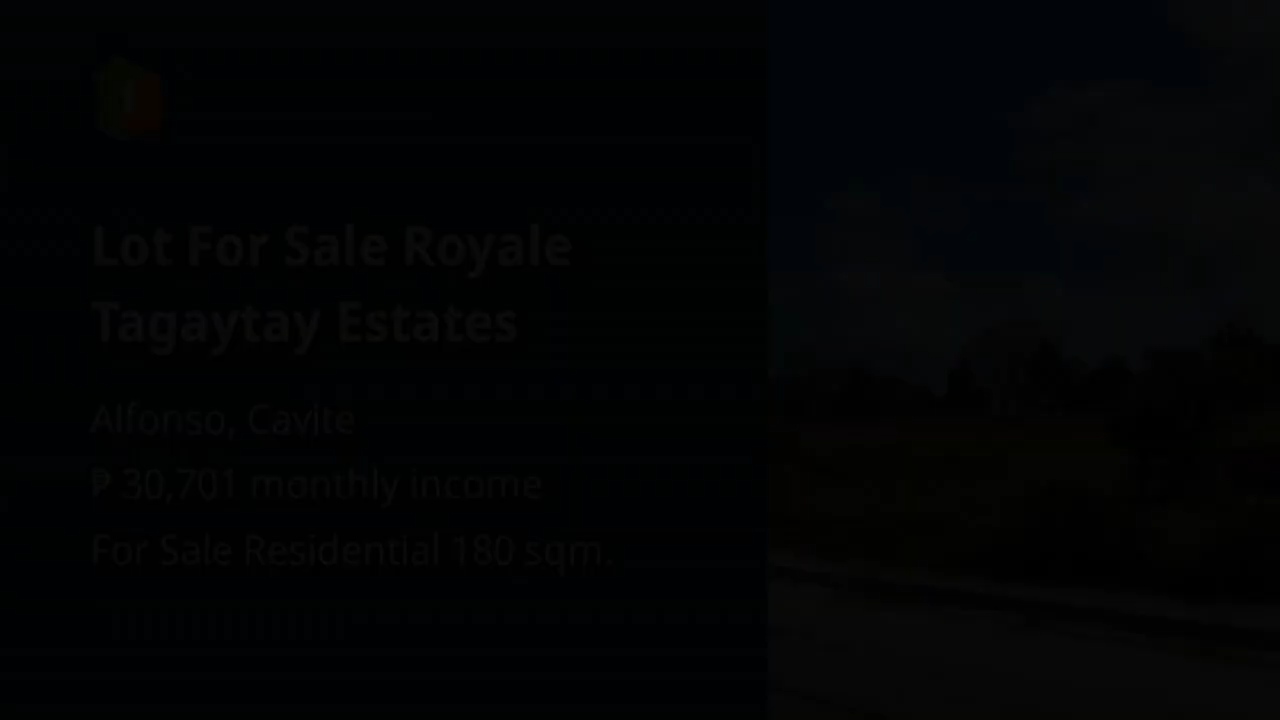 Lot For Sale Royale
Tagaytay Estates
Alfonso, Cavite
₱ 30,701 monthly income
For Sale Residential 180 sqm.